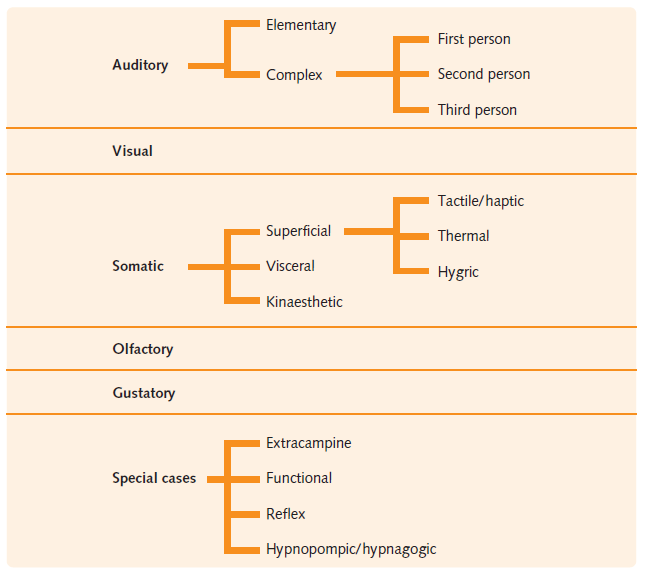 Auditory
Elementary
Complex
First person
Second person
Third person
Visual
Somatic
Superficial
Visceral
Kinaesthetic
Tactile/haptic
Thermal
Hygric
Olfactory
Gustatory
Special cases
Extracampine
Functional
Reflex
Hypnopompic/hypnagogic